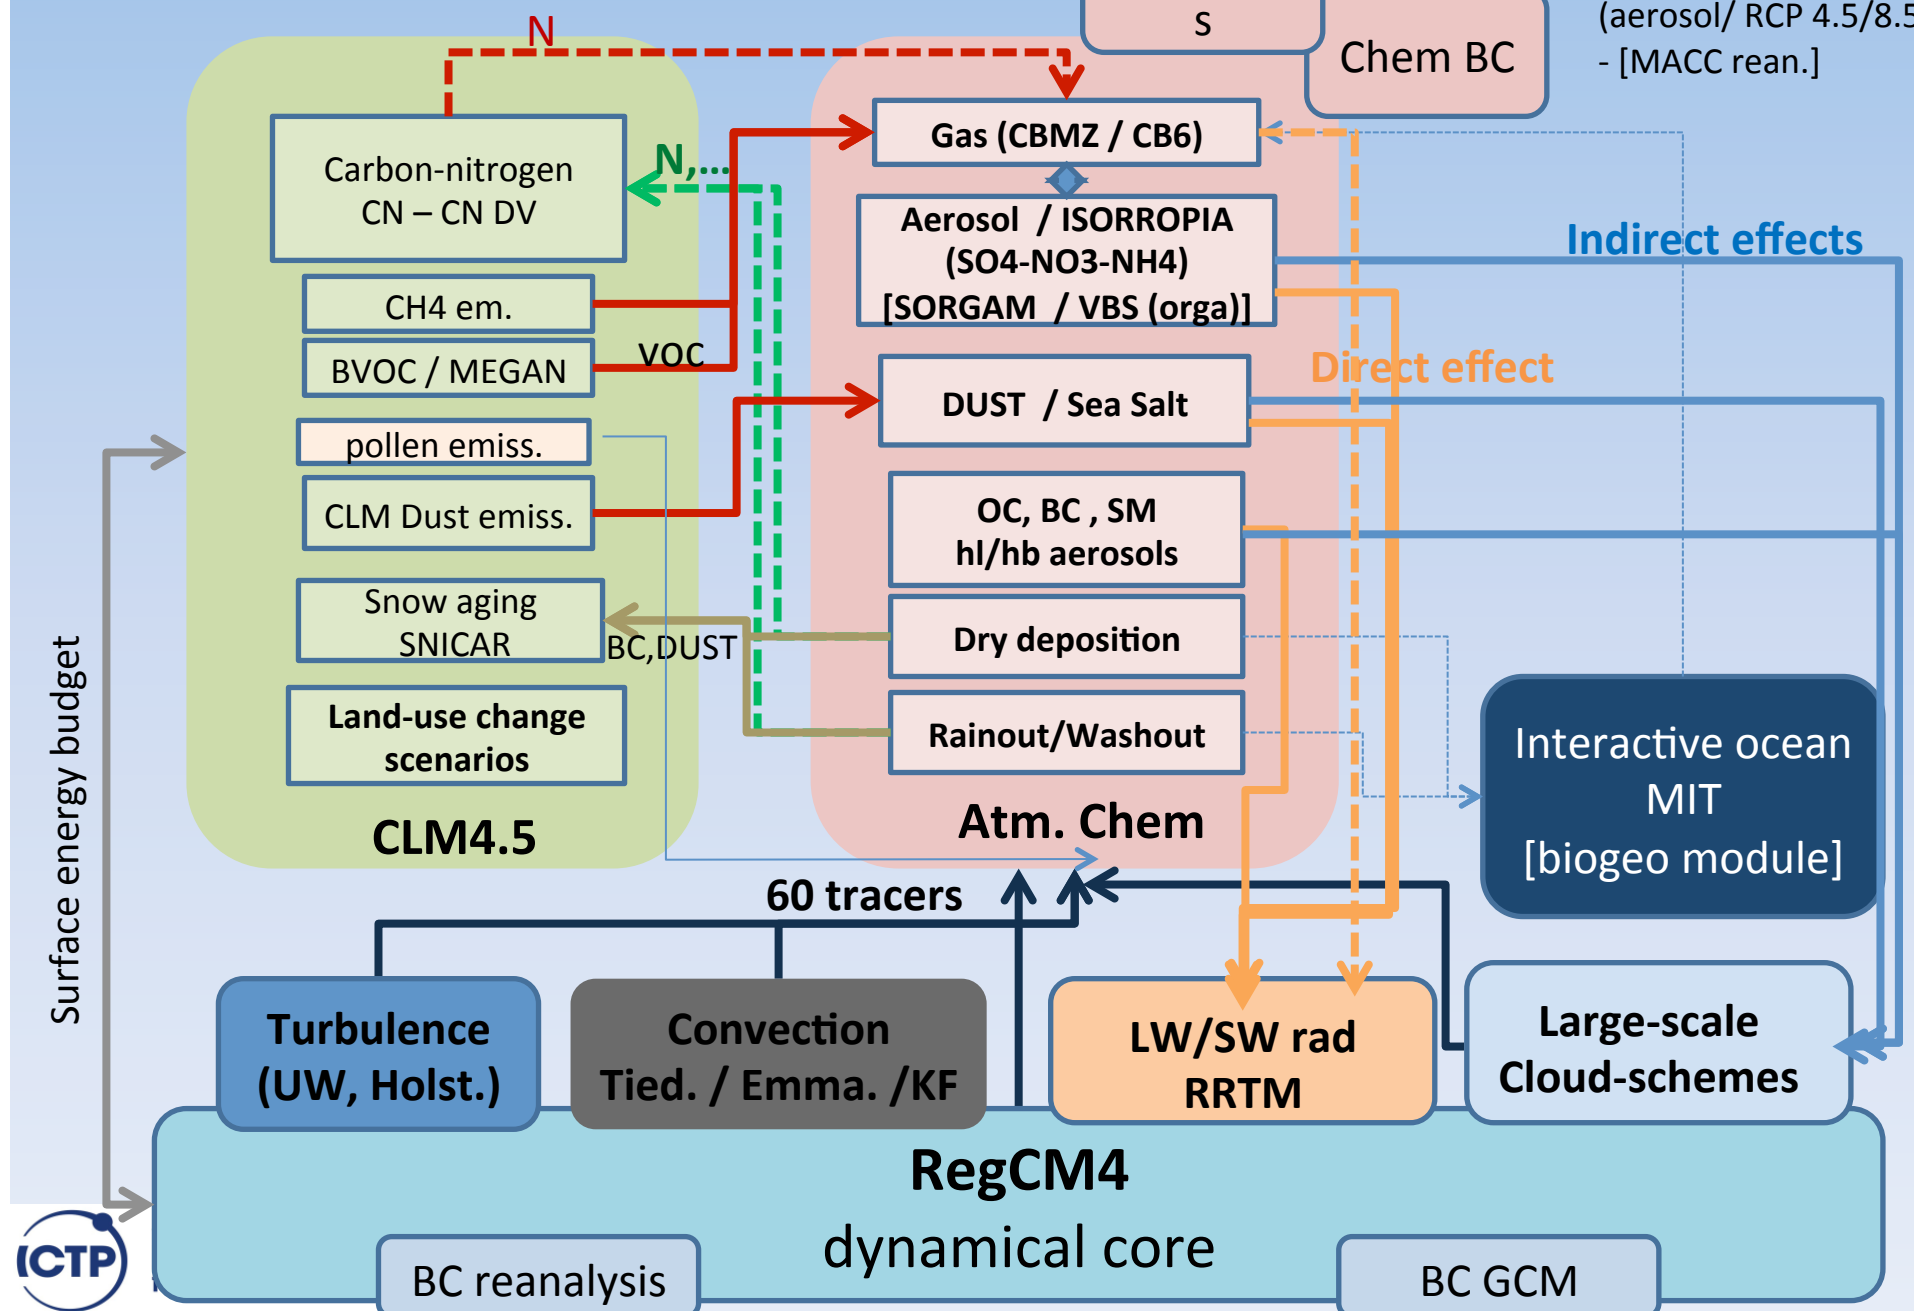 s
Chem BC
(aerosol/ RCP 4.5/8.5
- [MACC rean.]
N
Gas (CBMZ / CB6)
Carbon-nitrogen
CN – CN DV
N,...
Aerosol / ISORROPIA
(SO4-NO3-NH4)
[SORGAM / VBS (orga)]
Indirect effects
CH4 em.
BVOC / MEGAN
VOC
Direct effect
DUST / Sea Salt
pollen emiss.
CLM Dust emiss.
OC, BC , SM
hl/hb aerosols
Snow aging
SNICAR
BC,DUST
Dry deposition
Land-use change
scenarios
Rainout/Washout
Interactive ocean
MIT
[biogeo module]
CLM4.5
Atm. Chem
Surface energy budget
60 tracers
Turbulence
(UW, Holst.)
Convection
Tied. / Emma. /KF
LW/SW rad
RRTM
Large-scale
Cloud-schemes
RegCM4
dynamical core
ICTP
BC reanalysis
BC GCM